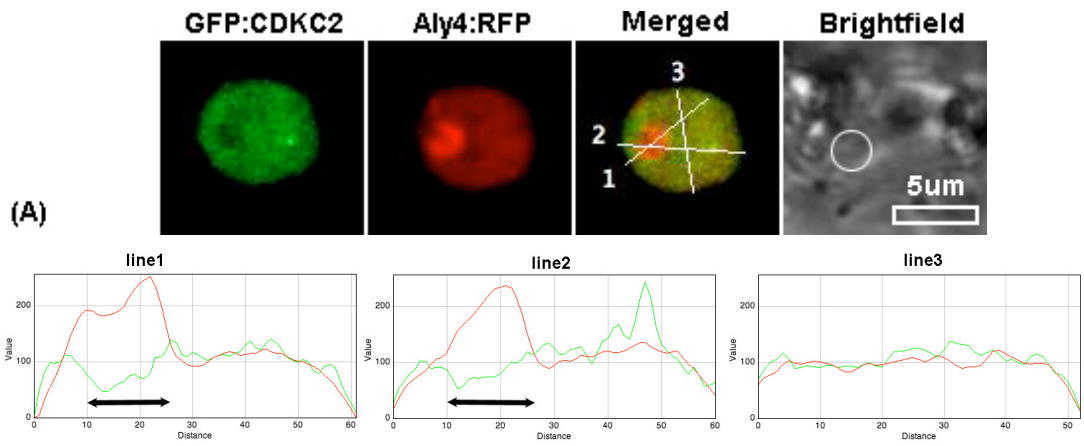 GFP:CDKC2 Aly4:RFP Merged Brightfield
3
2
1
5um
(A)
line1 line2 line3
200
100
0
Value
0 10 20 30 40 50 60
Distance
200
100
0
Value
0 10 20 30 40 50 60
Distance
200
100
0
Value
0 10 20 30 40 50
Distance